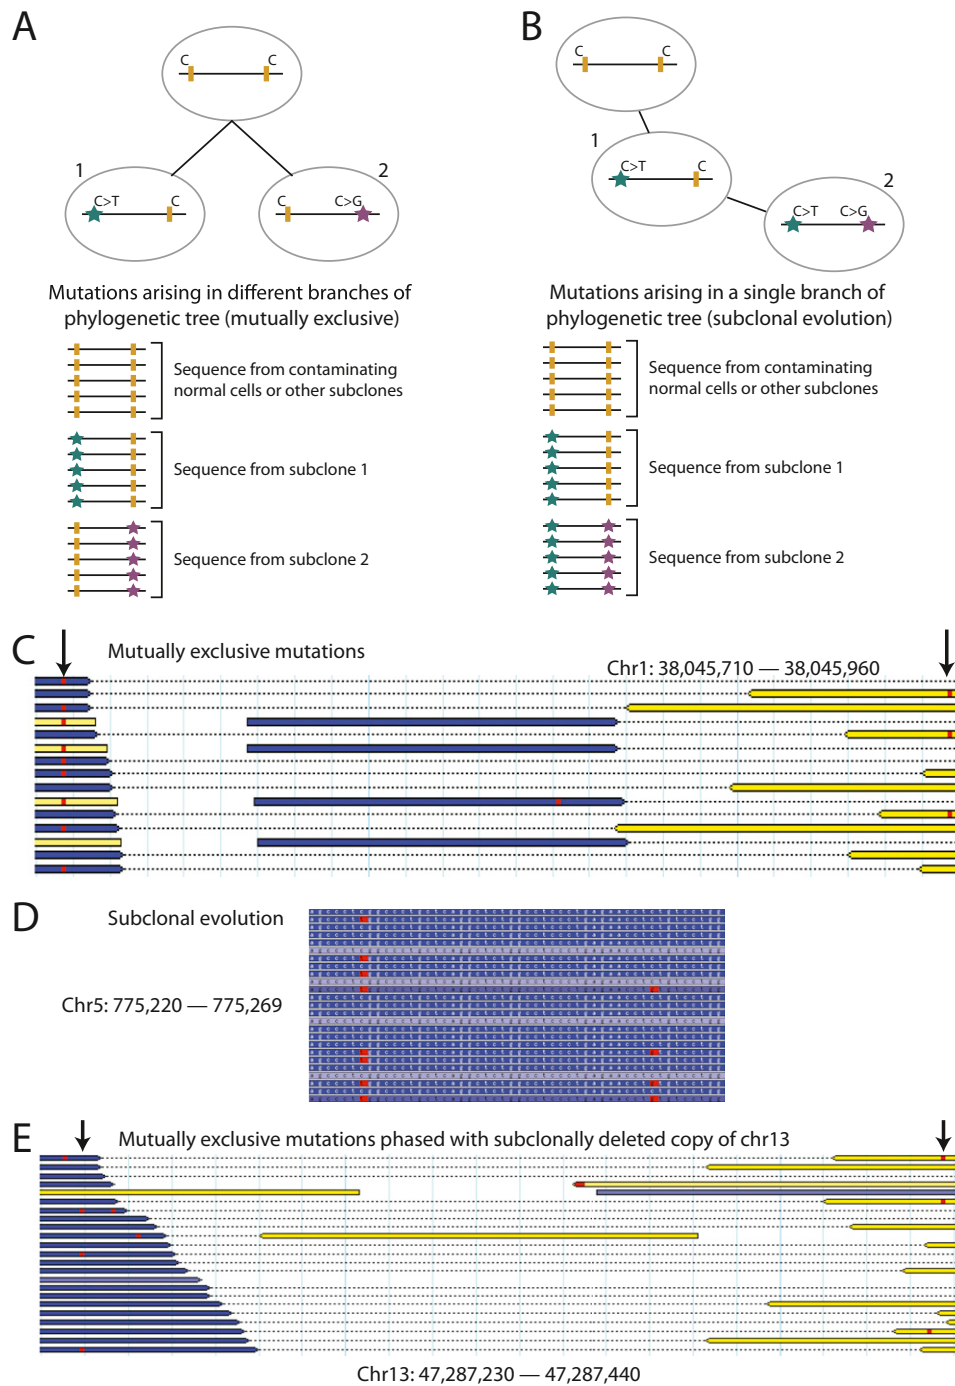 A
C C
1 2
C>T C
C C>G
Mutations arising in different branches of
phylogenetic tree (mutually exclusive)
Sequence from contaminating
normal cells or other subclones
Sequence from subclone 1
Sequence from subclone 2
B
C C
1
C>T C
2
C>T C>G
Mutations arising in a single branch of
phylogenetic tree (subclonal evolution)
Sequence from contaminating
normal cells or other subclones
Sequence from subclone 1
Sequence from subclone 2
C
Mutually exclusive mutations
Chr1: 38,045,710 — 38,045,960
D
Subclonal evolution
Chr5: 775,220 — 775,269
E
Mutually exclusive mutations phased with subclonally deleted copy of chr13
Chr13: 47,287,230 — 47,287,440